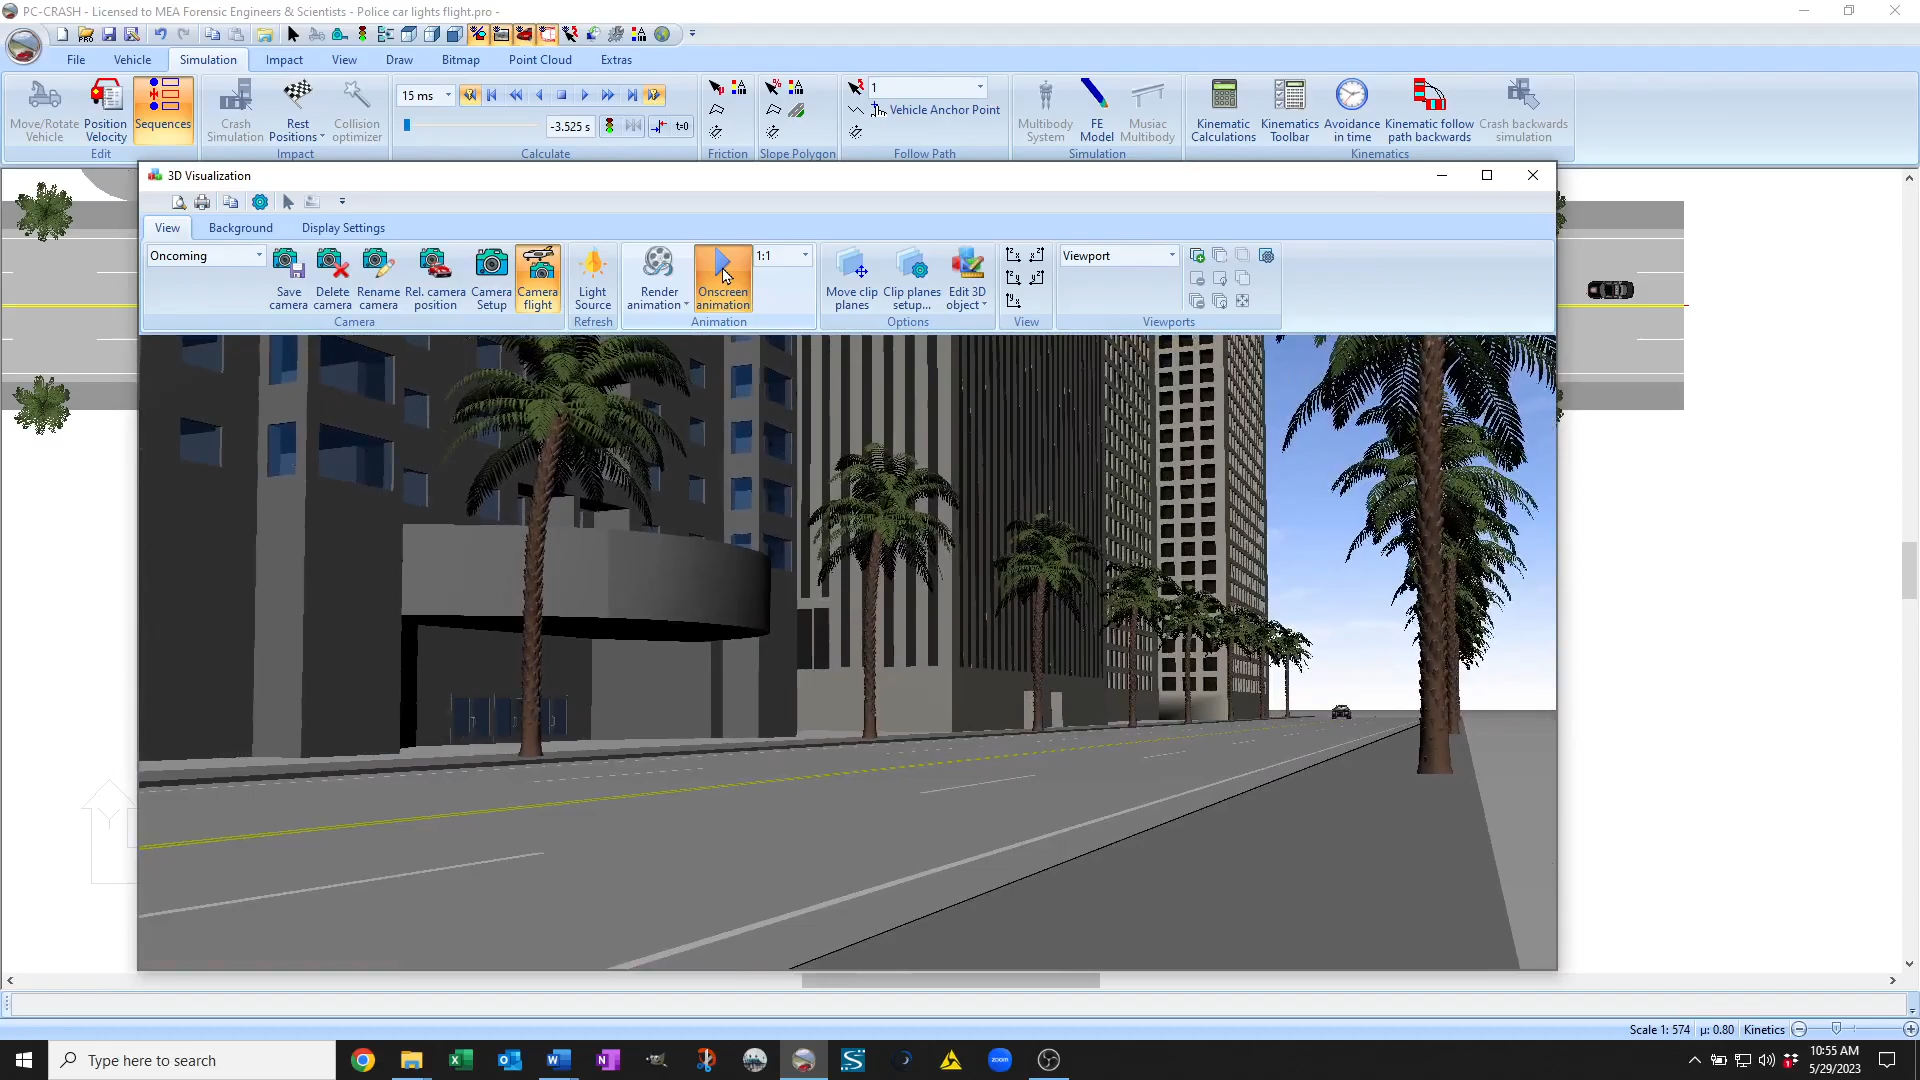 PC-CRASH - Licensed to MEA Forensic Engineers & Scientists - Police car lights flight.pro -
File Vehicle Simulation Impact View Draw Bitmap Point Cloud Extras
Move/Rotate Vehicle
Position Velocity
Sequences
Edit
Crash Simulation
Rest Positions
Collision optimizer
Impact
15 ms
-3.525 s
t=0
Calculate
Friction
Slope Polygon
1
Vehicle Anchor Point
Follow Path
Multibody System
FE Model
Musiac Multibody
Simulation
Kinematic Calculations
Kinematics Toolbar
Avoidance in time
Kinematic follow path backwards
Crash backwards simulation
Kinematics
3D Visualization
View Background Display Settings
Oncoming
Save camera
Delete camera
Rename camera
Rel. camera position
Camera Setup
Camera flight
Camera
Light Source
Refresh
Render animation
Onscreen animation
1:1
Animation
Move clip planes
Clip planes setup...
Edit 3D object
Options
View
Viewport
Viewports
Scale 1: 574 µ: 0.80 Kinetics
Type here to search
10:55 AM
5/29/2023